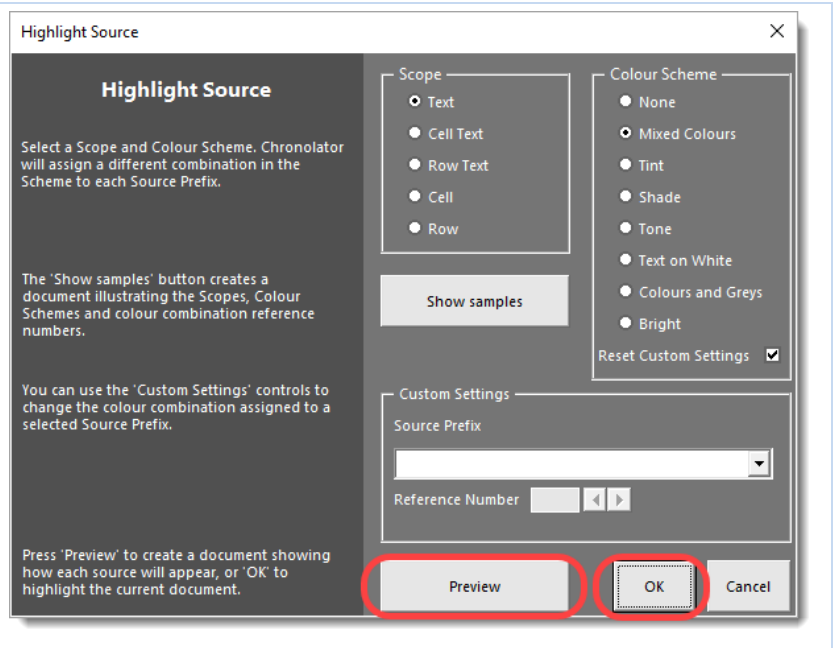 Highlight Source
Highlight Source
Select a Scope and Colour Scheme. Chronolator
will assign a different combination in the
Scheme to each Source Prefix.
The 'Show samples' button creates a
document illustrating the Scopes, Colour
Schemes and colour combination reference
numbers.
You can use the 'Custom Settings' controls to
change the colour combination assigned to a
selected Source Prefix.
Press 'Preview' to create a document showing
how each source will appear, or 'OK' to
highlight the current document.
Scope
Text
Cell Text
Row Text
Cell
Row
Show samples
Colour Scheme
None
Mixed Colours
Tint
Shade
Tone
Text on White
Colours and Greys
Bright
Reset Custom Settings
Custom Settings
Source Prefix
Reference Number
Preview
OK
Cancel